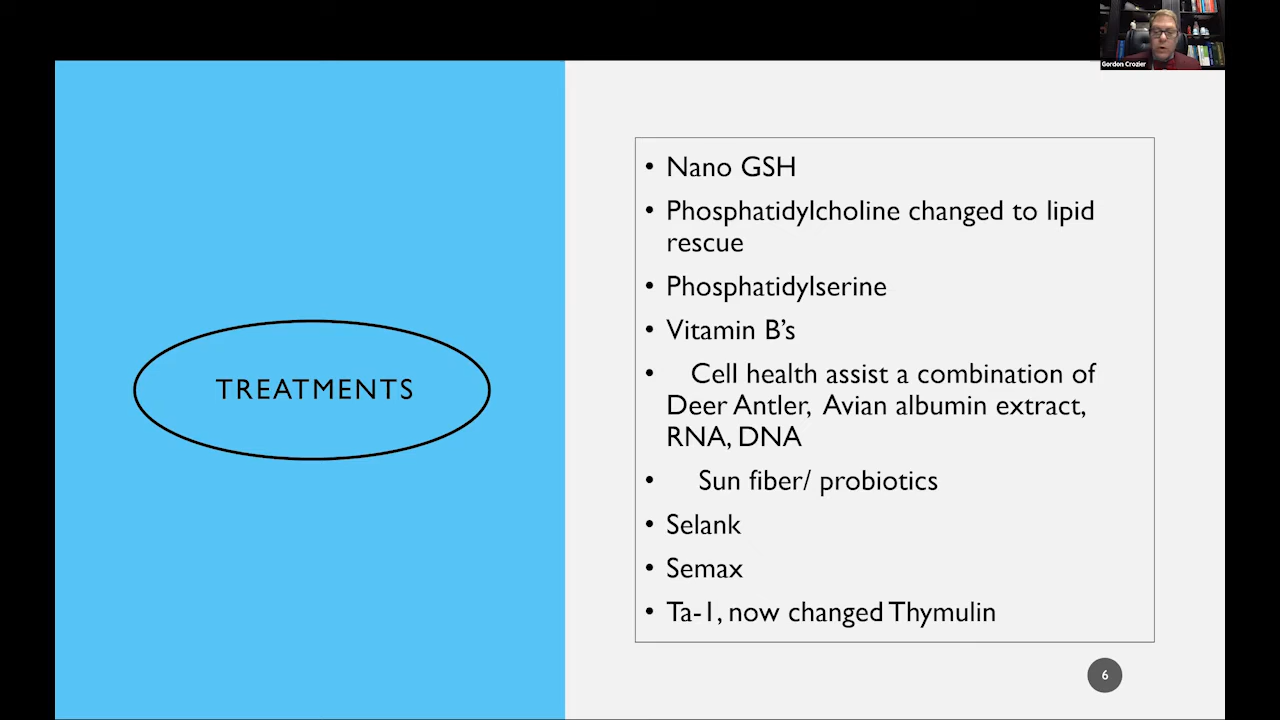 Gordon Crozier
TREATMENTS
• Nano GSH
• Phosphatidylcholine changed to lipid
rescue
• Phosphatidylserine
• Vitamin B’s
• Cell health assist a combination of
Deer Antler, Avian albumin extract,
RNA, DNA
• Sun fiber/ probiotics
• Selank
• Semax
• Ta-1, now changed Thymulin
6